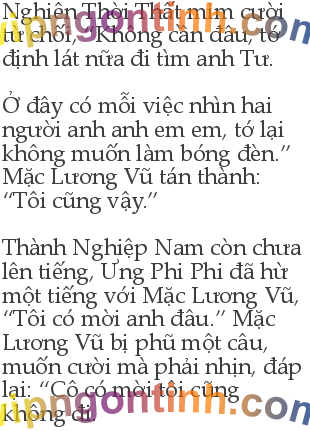 Nghiên Thời Thất mỉm cười
từ chối, “Không cần đâu, tớ
định lát nữa đi tìm anh Tư.
Ở đây có mỗi việc nhìn hai
người anh anh em em, tớ lại
không muốn làm bóng đèn.”
Mặc Lương Vũ tán thành:
“Tôi cũng vậy.”
Thành Nghiệp Nam còn chưa
lên tiếng, Ưng Phi Phi đã hừ
một tiếng với Mặc Lương Vũ,
“Tôi có mời anh đâu.” Mặc
Lương Vũ bị phũ một câu,
muốn cười mà phải nhịn, đáp
lại: “Cô có mời tôi cũng
không đi
vipngontinh.com
vipngontinh.com